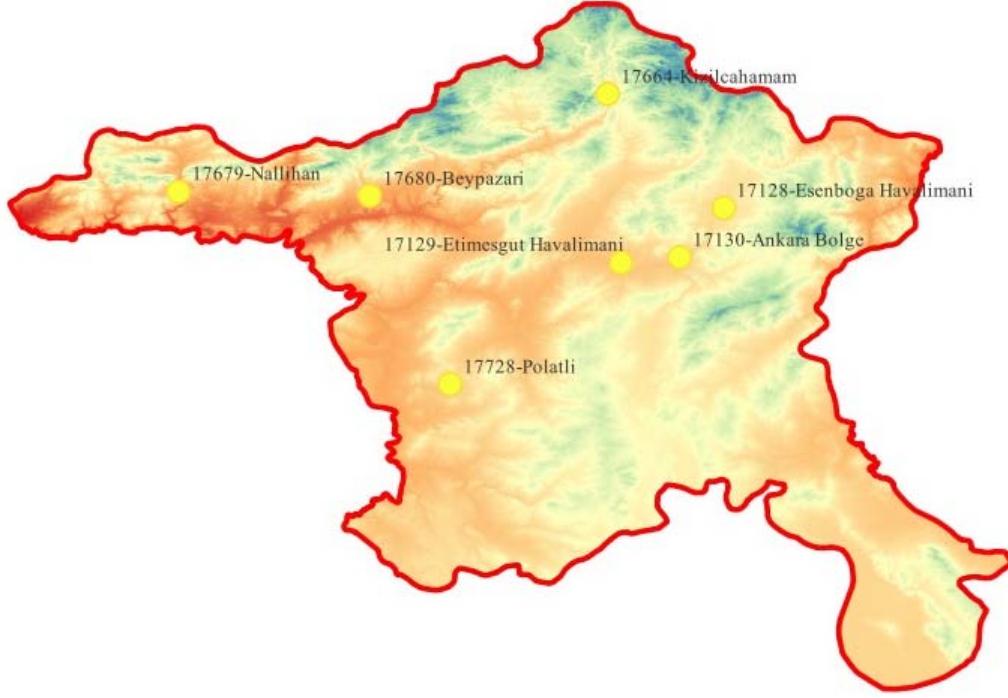 17664-Kizilcahamam
17679-Nallihan
17680-Beypazari
17128-Esenboga Havalimani
17129-Etimesgut Havalimani
17130-Ankara Bolge
17728-Polatli